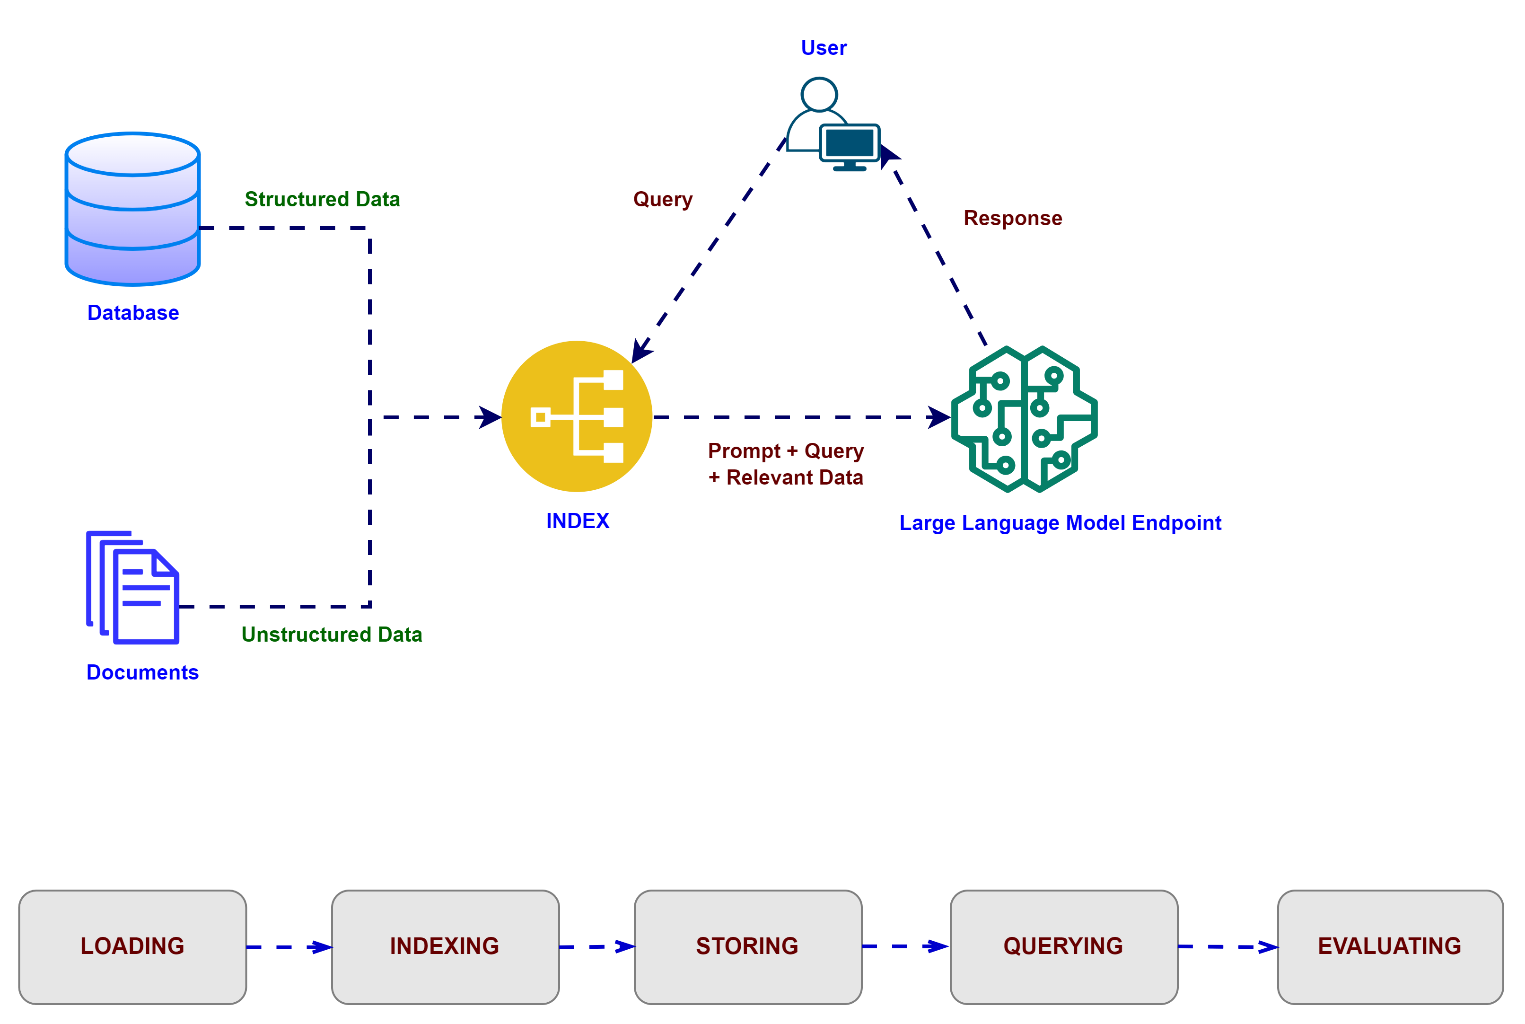 User
Structured Data
Query
Response
Database
Prompt + Query
+ Relevant Data
INDEX
Large Language Model Endpoint
Unstructured Data
Documents
LOADING
INDEXING
STORING
QUERYING
EVALUATING